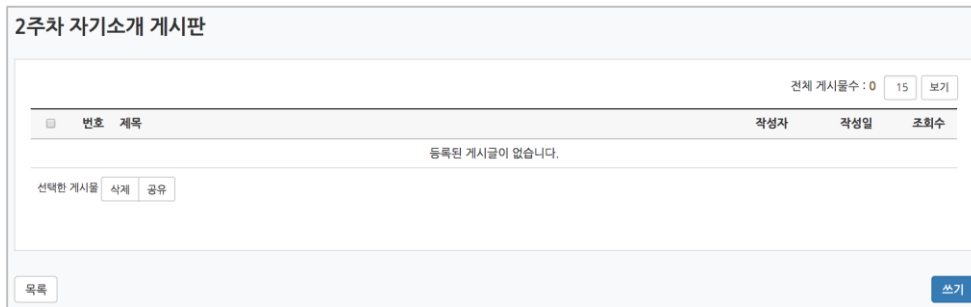 2주차 자기소개 게시판
전체 게시물수 : 0 15 보기
번호 제목 작성자 작성일 조회수
등록된 게시글이 없습니다.
선택한 게시물 삭제 공유
목록 쓰기